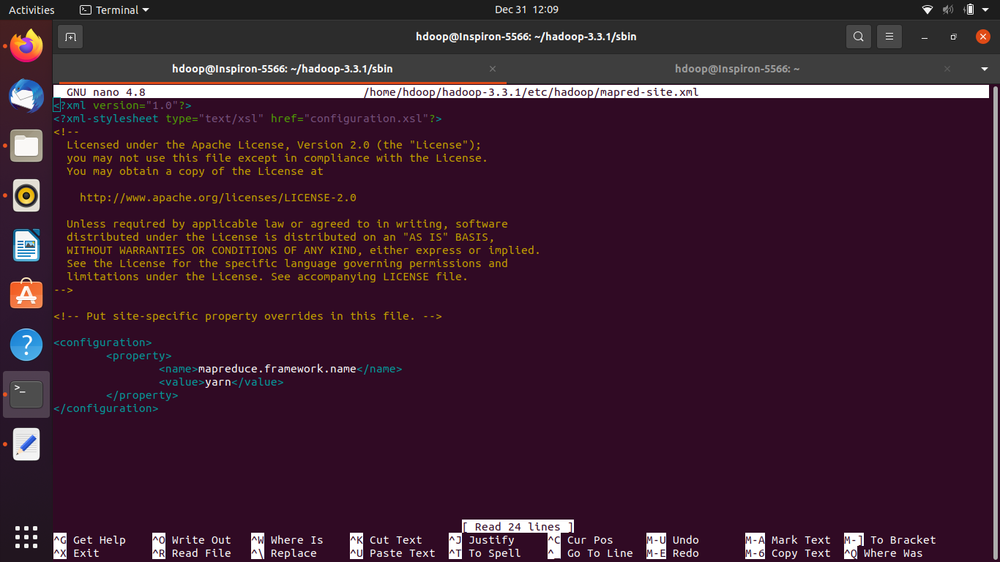 Activities Terminal Dec 31 12:09
hdoop@Inspiron-5566: ~/hadoop-3.3.1/sbin
hdoop@Inspiron-5566: ~/hadoop-3.3.1/sbin hdoop@Inspiron-5566: ~
GNU nano 4.8 /home/hdoop/hadoop-3.3.1/etc/hadoop/mapred-site.xml
<?xml version="1.0"?>
<?xml-stylesheet type="text/xsl" href="configuration.xsl"?>
<!--
Licensed under the Apache License, Version 2.0 (the "License");
you may not use this file except in compliance with the License.
You may obtain a copy of the License at
http://www.apache.org/licenses/LICENSE-2.0
Unless required by applicable law or agreed to in writing, software
distributed under the License is distributed on an "AS IS" BASIS,
WITHOUT WARRANTIES OR CONDITIONS OF ANY KIND, either express or implied.
See the License for the specific language governing permissions and
limitations under the License. See accompanying LICENSE file.
-->
<!-- Put site-specific property overrides in this file. -->
<configuration>
<property>
<name>mapreduce.framework.name</name>
<value>yarn</value>
</property>
</configuration>
[ Read 24 lines ]
^G Get Help ^O Write Out ^W Where Is ^K Cut Text ^J Justify ^C Cur Pos M-U Undo M-A Mark Text M-] To Bracket
^X Exit ^R Read File ^\ Replace ^U Paste Text ^T To Spell ^_ Go To Line M-E Redo M-6 Copy Text ^Q Where Was